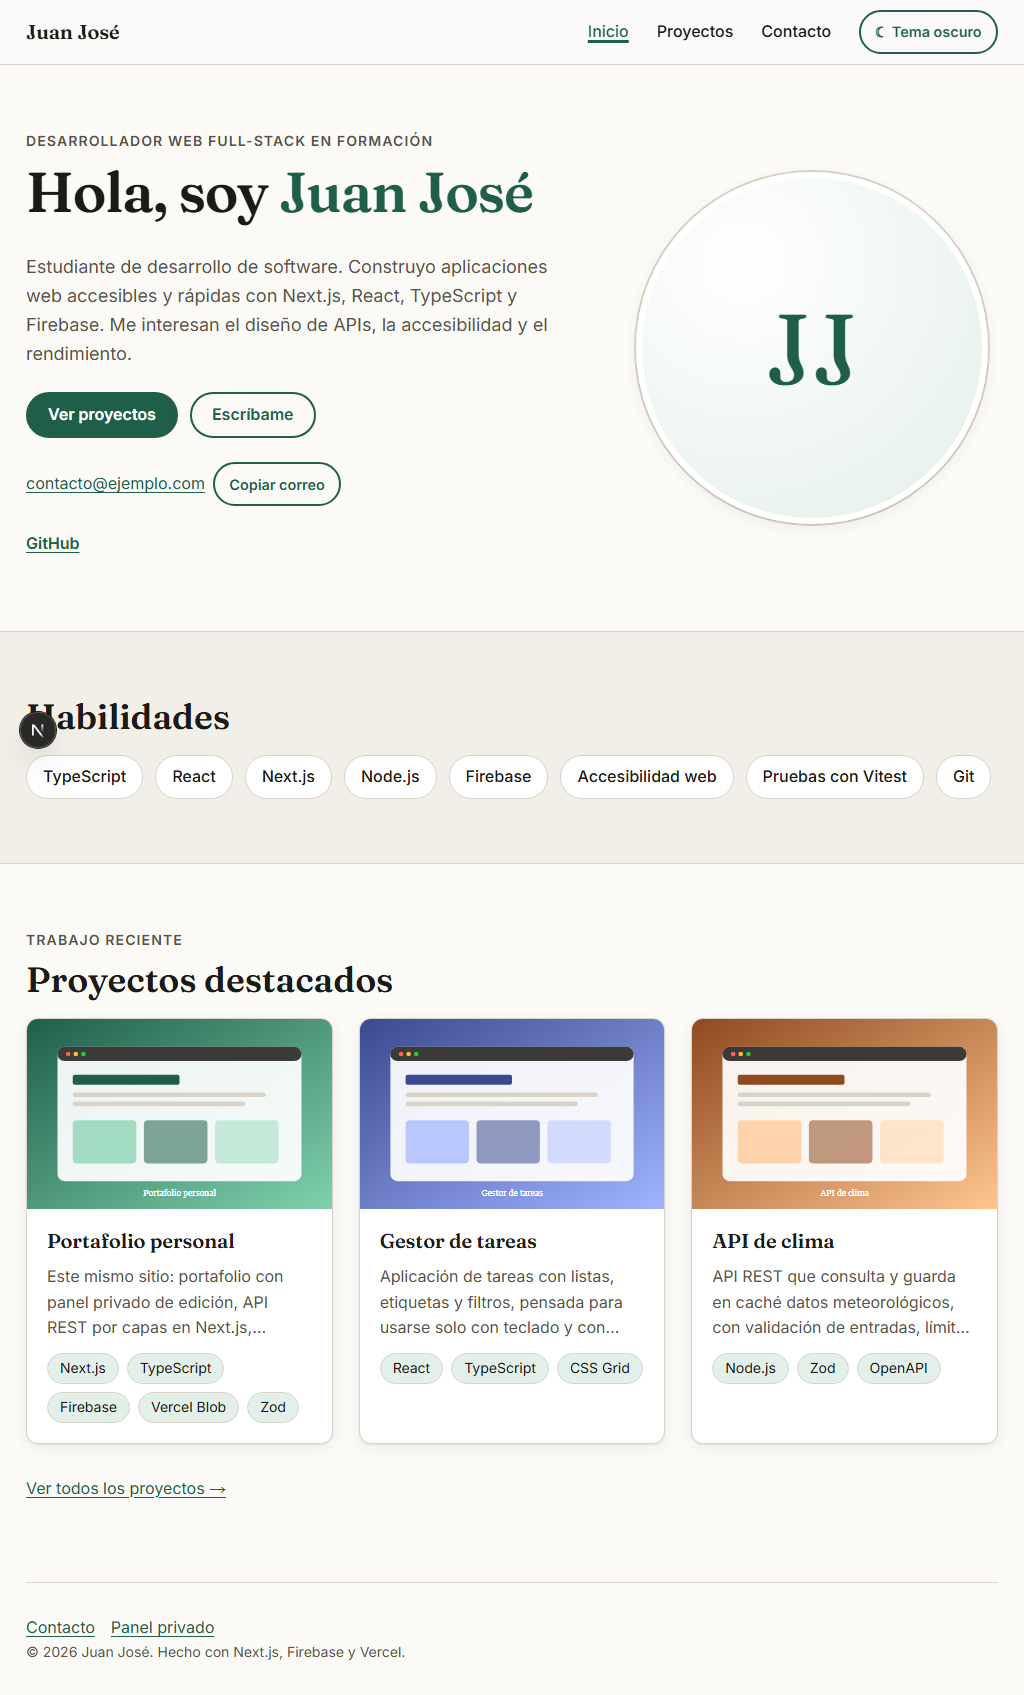 Juan José
Inicio Proyectos Contacto ☾ Tema oscuro
DESARROLLADOR WEB FULL-STACK EN FORMACIÓN
Hola, soy Juan José
Estudiante de desarrollo de software. Construyo aplicaciones
web accesibles y rápidas con Next.js, React, TypeScript y
Firebase. Me interesan el diseño de APIs, la accesibilidad y el
rendimiento.
JJ
Ver proyectos Escríbame
contacto@ejemplo.com Copiar correo
GitHub
Habilidades
N
TypeScript React Next.js Node.js Firebase Accesibilidad web Pruebas con Vitest Git
TRABAJO RECIENTE
Proyectos destacados
Portafolio personal
Portafolio personal
Este mismo sitio: portafolio con
panel privado de edición, API
REST por capas en Next.js,...
Next.js TypeScript
Firebase Vercel Blob Zod
Gestor de tareas
Gestor de tareas
Aplicación de tareas con listas,
etiquetas y filtros, pensada para
usarse solo con teclado y con...
React TypeScript CSS Grid
API de clima
API de clima
API REST que consulta y guarda
en caché datos meteorológicos,
con validación de entradas, límit...
Node.js Zod OpenAPI
Ver todos los proyectos →
Contacto Panel privado
© 2026 Juan José. Hecho con Next.js, Firebase y Vercel.